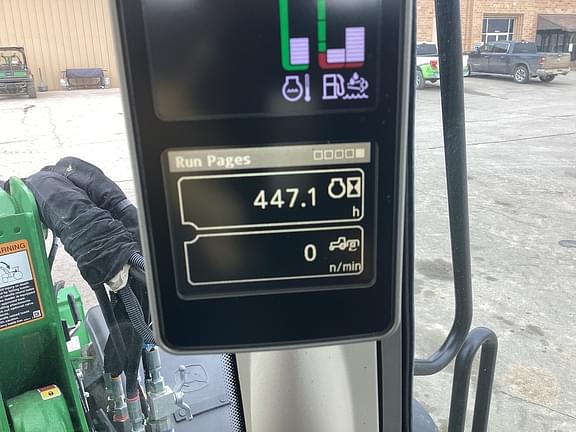 Run Pages
447.1
h
0
n/min
WARNING